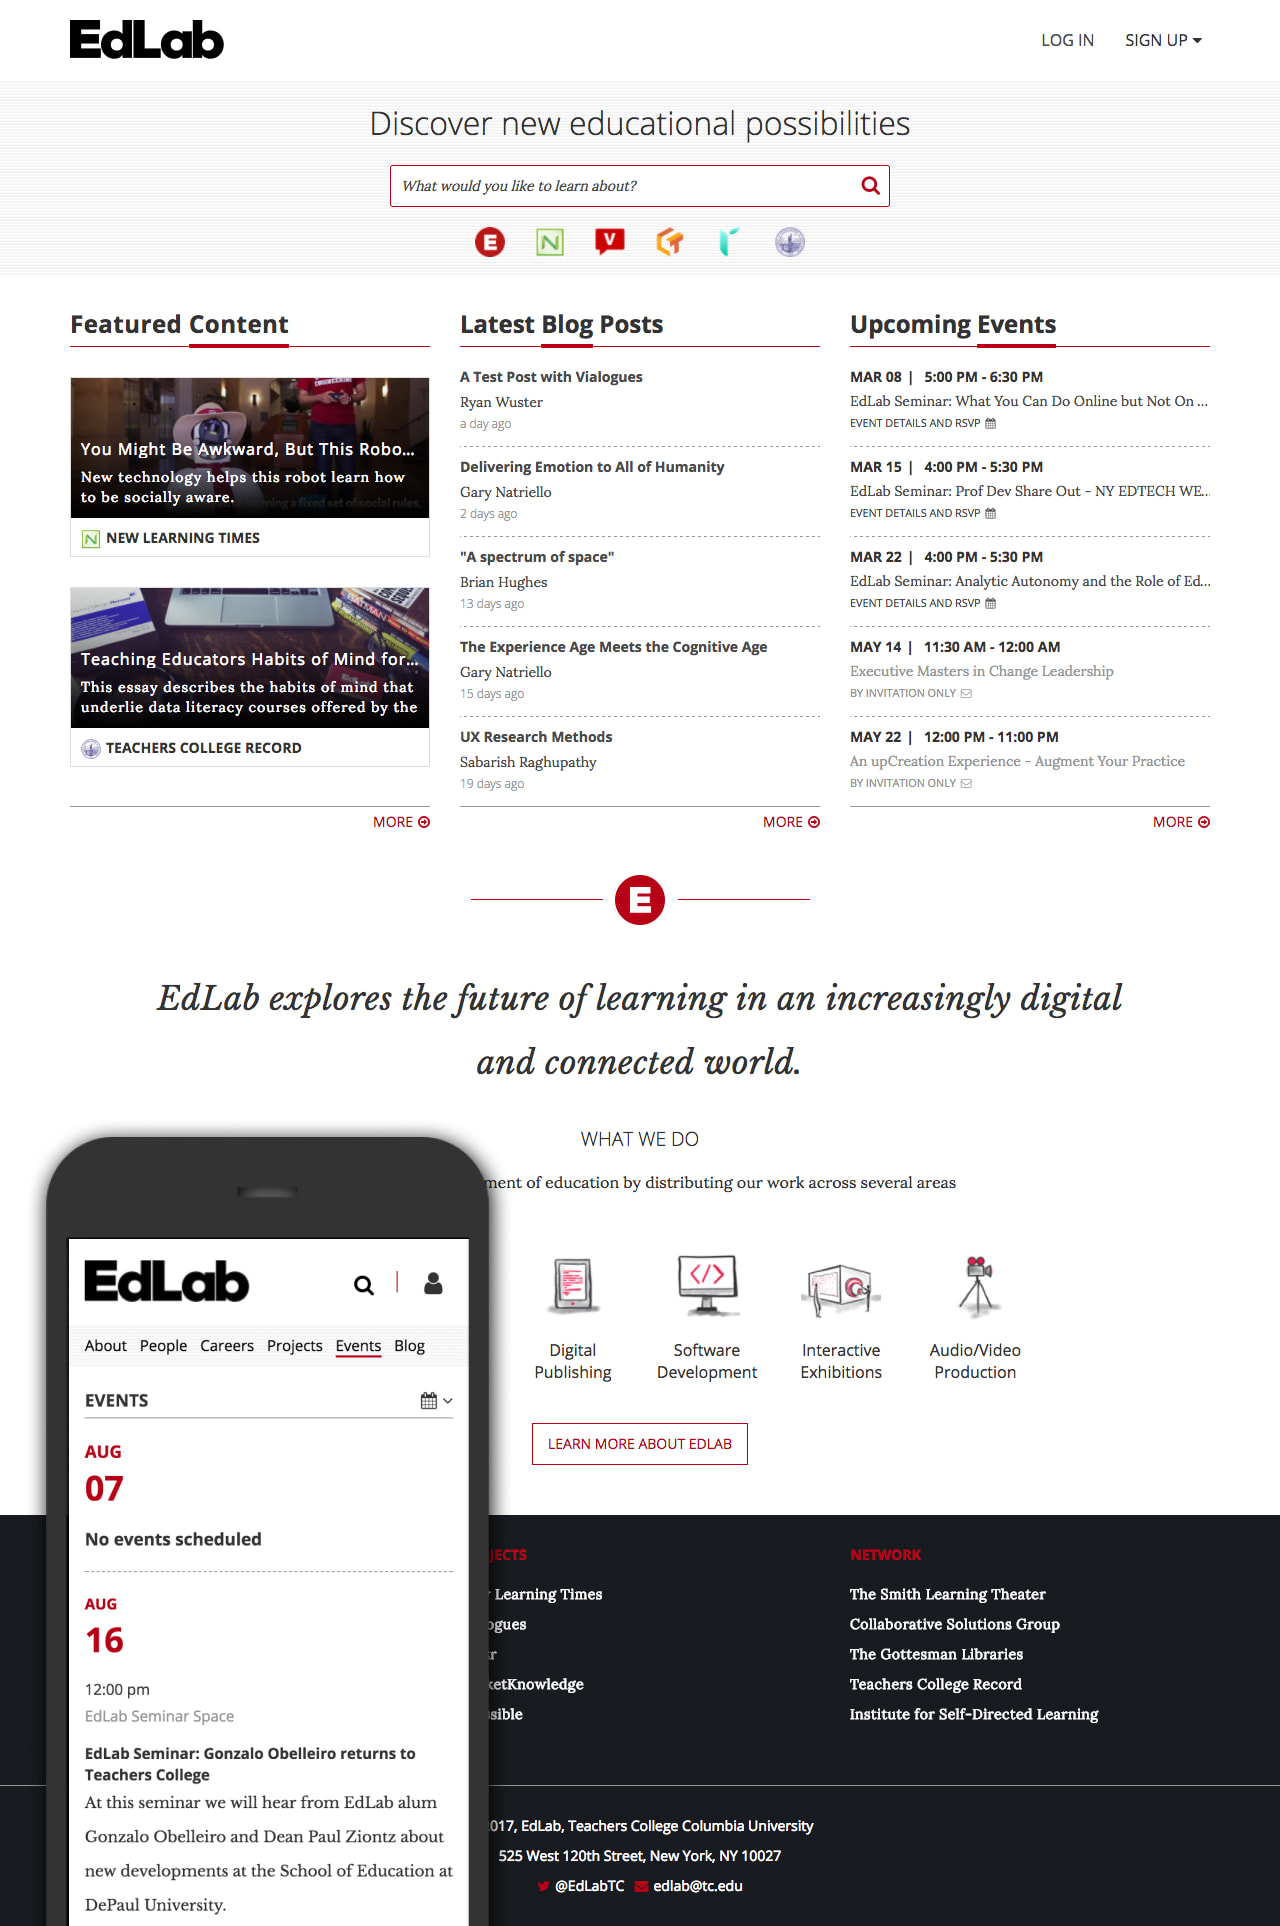 EdLab
LOG IN
SIGN UP
Discover new educational possibilities
What would you like to learn about?
E
N
V
Featured Content
You Might Be Awkward, But This Robo...
New technology helps this robot learn how
to be socially aware.
N
NEW LEARNING TIMES
Teaching Educators Habits of Mind for...
This essay describes the habits of mind that
underlie data literacy courses offered by the
TEACHERS COLLEGE RECORD
MORE
Latest Blog Posts
A Test Post with Vialogues
Ryan Wuster
a day ago
Delivering Emotion to All of Humanity
Gary Natriello
2 days ago
"A spectrum of space"
Brian Hughes
13 days ago
The Experience Age Meets the Cognitive Age
Gary Natriello
15 days ago
UX Research Methods
Sabarish Raghupathy
19 days ago
MORE
Upcoming Events
MAR 08 | 5:00 PM - 6:30 PM
EdLab Seminar: What You Can Do Online but Not On ...
EVENT DETAILS AND RSVP
MAR 15 | 4:00 PM - 5:30 PM
EdLab Seminar: Prof Dev Share Out - NY EDTECH WE...
EVENT DETAILS AND RSVP
MAR 22 | 4:00 PM - 5:30 PM
EdLab Seminar: Analytic Autonomy and the Role of Ed...
EVENT DETAILS AND RSVP
MAY 14 | 11:30 AM - 12:00 AM
Executive Masters in Change Leadership
BY INVITATION ONLY
MAY 22 | 12:00 PM - 11:00 PM
An upCreation Experience - Augment Your Practice
BY INVITATION ONLY
MORE
E
EdLab explores the future of learning in an increasingly digital
and connected world.
WHAT WE DO
ment of education by distributing our work across several areas
Digital
Publishing
</>
Software
Development
Interactive
Exhibitions
Audio/Video
Production
LEARN MORE ABOUT EDLAB
EdLab
About People Careers Projects Events Blog
EVENTS
AUG
07
No events scheduled
AUG
16
12:00 pm
EdLab Seminar Space
EdLab Seminar: Gonzalo Obelleiro returns to
Teachers College
At this seminar we will hear from EdLab alum
Gonzalo Obelleiro and Dean Paul Ziontz about
new developments at the School of Education at
DePaul University.
JECTS
Learning Times
ogues
r
ketKnowledge
ssible
NETWORK
The Smith Learning Theater
Collaborative Solutions Group
The Gottesman Libraries
Teachers College Record
Institute for Self-Directed Learning
2017, EdLab, Teachers College Columbia University
525 West 120th Street, New York, NY 10027
@EdLabTC edlab@tc.edu